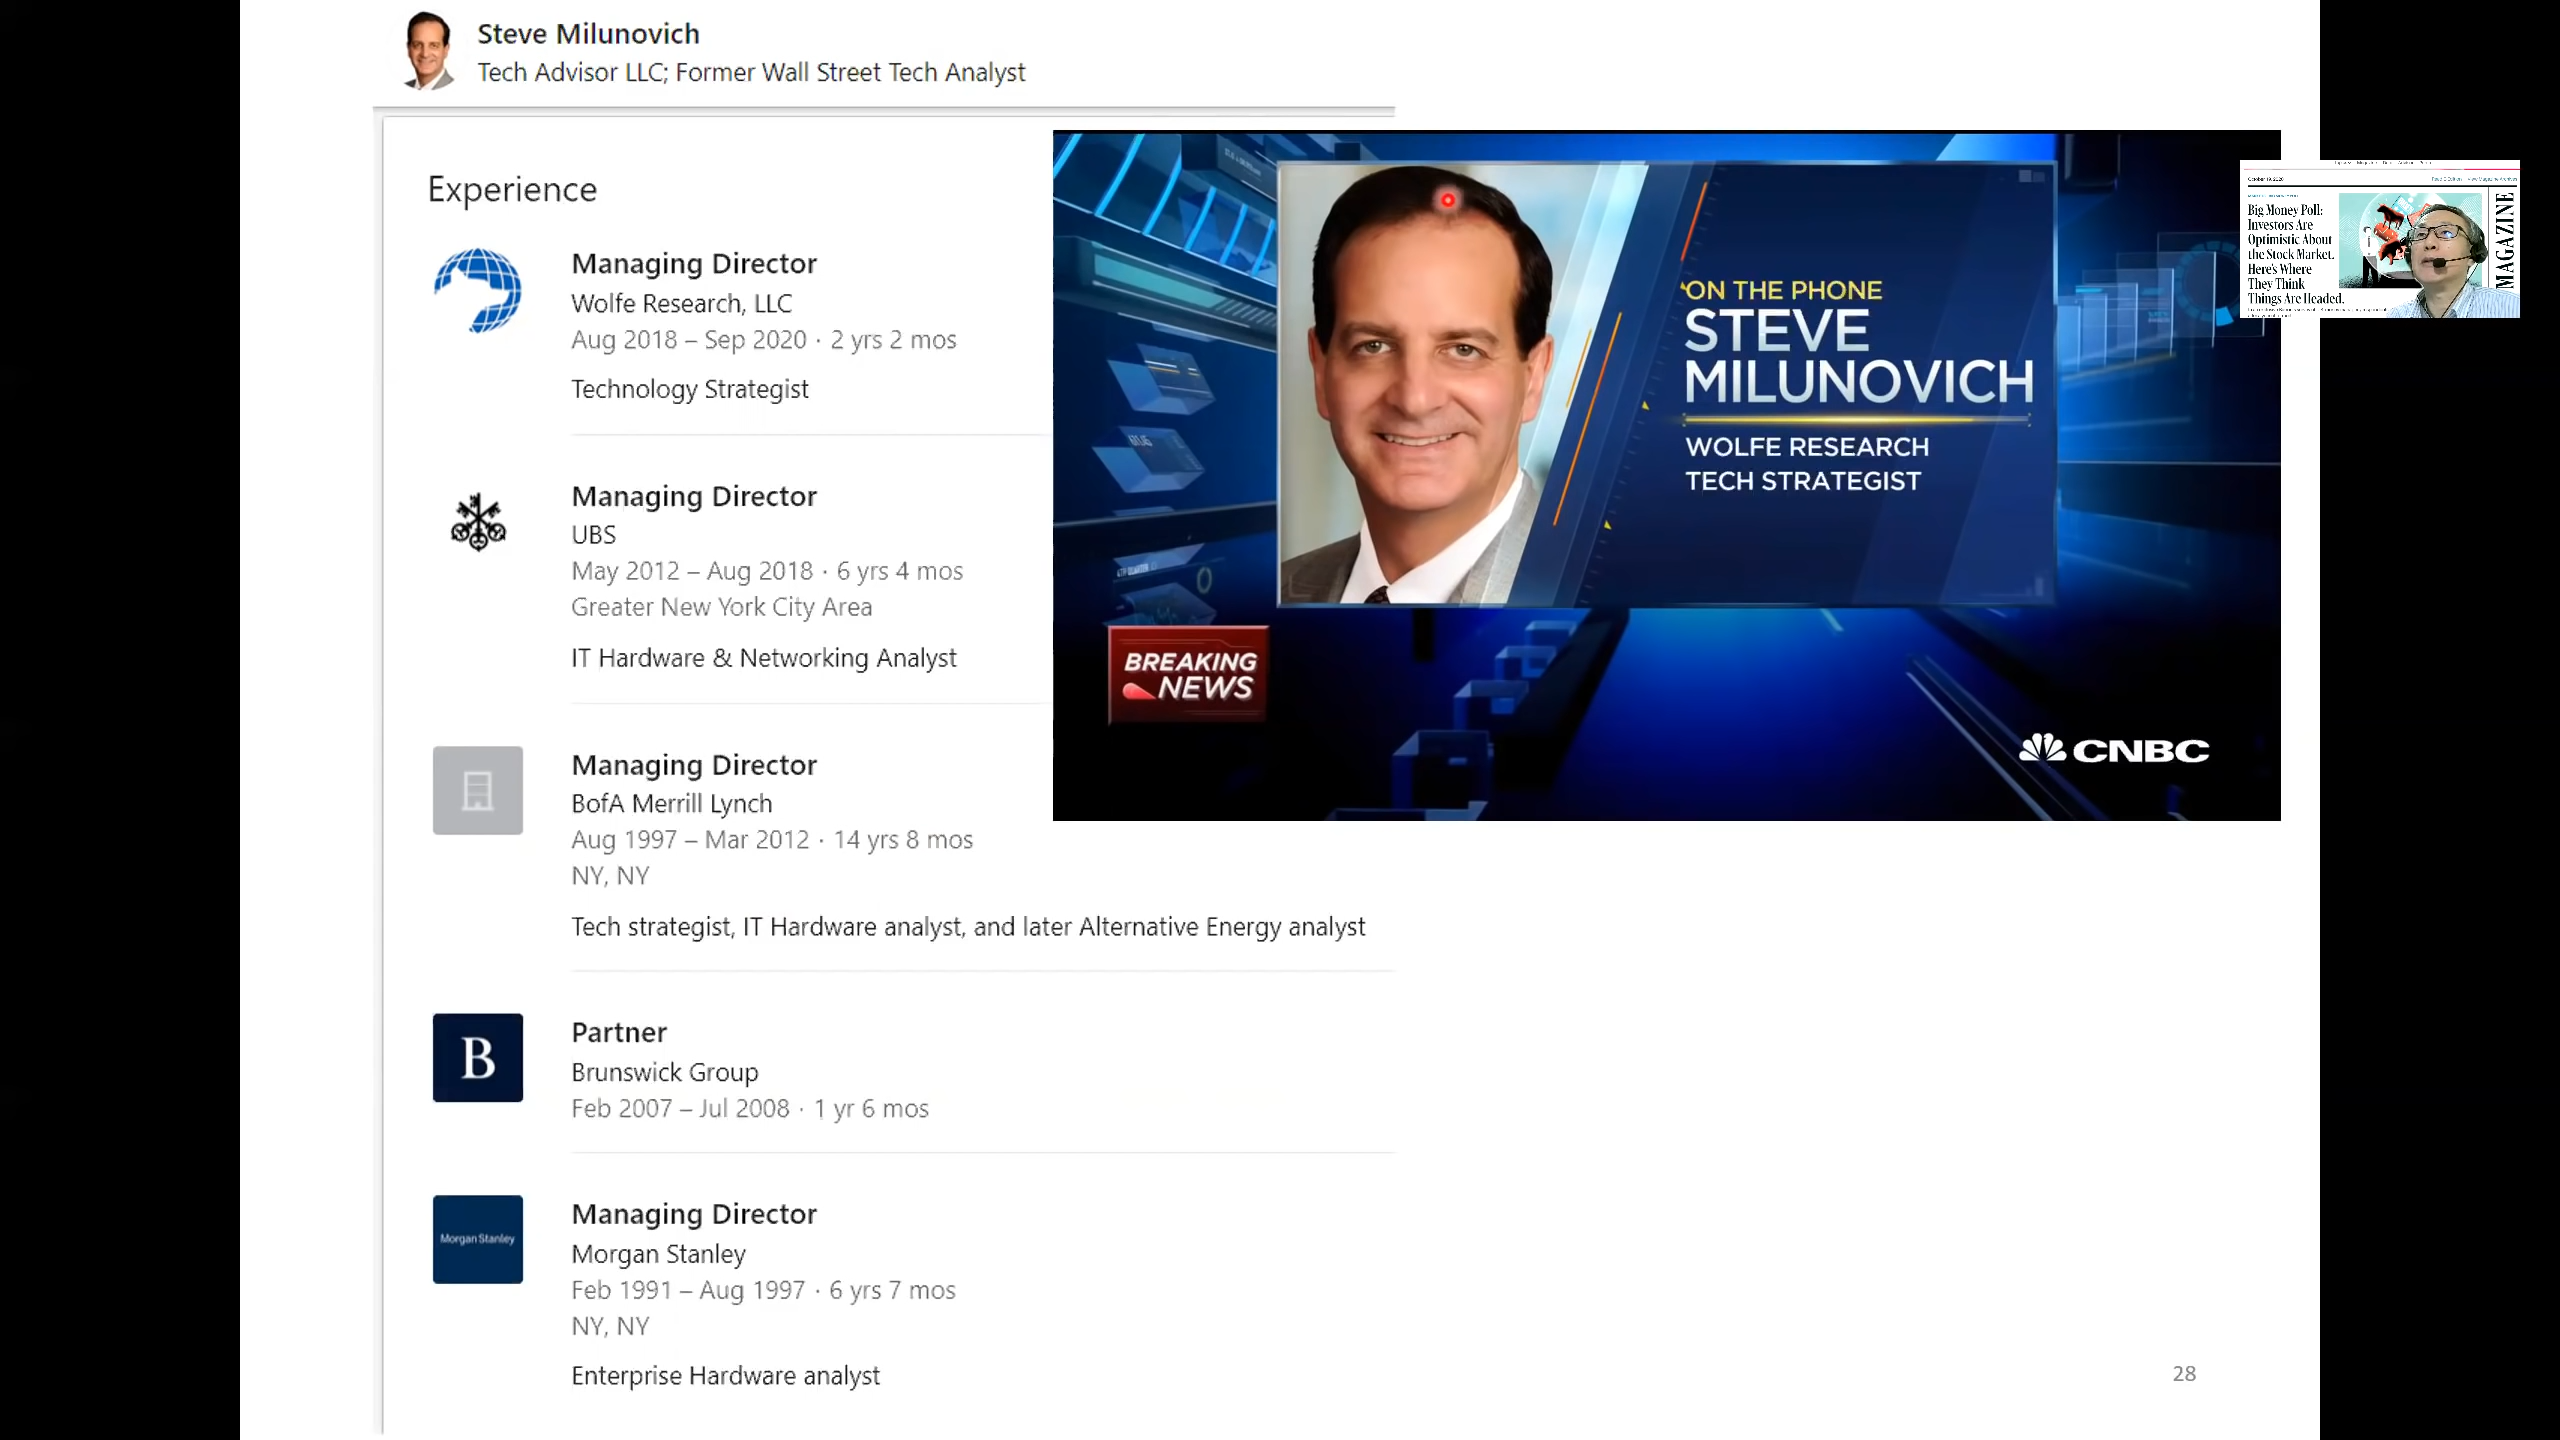 Steve Milunovich
Tech Advisor LLC; Former Wall Street Tech Analyst
Experience
Managing Director
Wolfe Research, LLC
Aug 2018 – Sep 2020 · 2 yrs 2 mos
Technology Strategist
Managing Director
UBS
May 2012 – Aug 2018 · 6 yrs 4 mos
Greater New York City Area
IT Hardware & Networking Analyst
Managing Director
BofA Merrill Lynch
Aug 1997 – Mar 2012 · 14 yrs 8 mos
NY, NY
Tech strategist, IT Hardware analyst, and later Alternative Energy analyst
B
Partner
Brunswick Group
Feb 2007 – Jul 2008 · 1 yr 6 mos
Morgan Stanley
Managing Director
Morgan Stanley
Feb 1991 – Aug 1997 · 6 yrs 7 mos
NY, NY
Enterprise Hardware analyst
ON THE PHONE
STEVE
MILUNOVICH
WOLFE RESEARCH
TECH STRATEGIST
BREAKING
NEWS
CNBC
October 19, 2020
Big Money Poll:
Investors Are
Optimistic About
the Stock Market.
Here's Where
They Think
Things Are Headed.
MAGAZINE
28